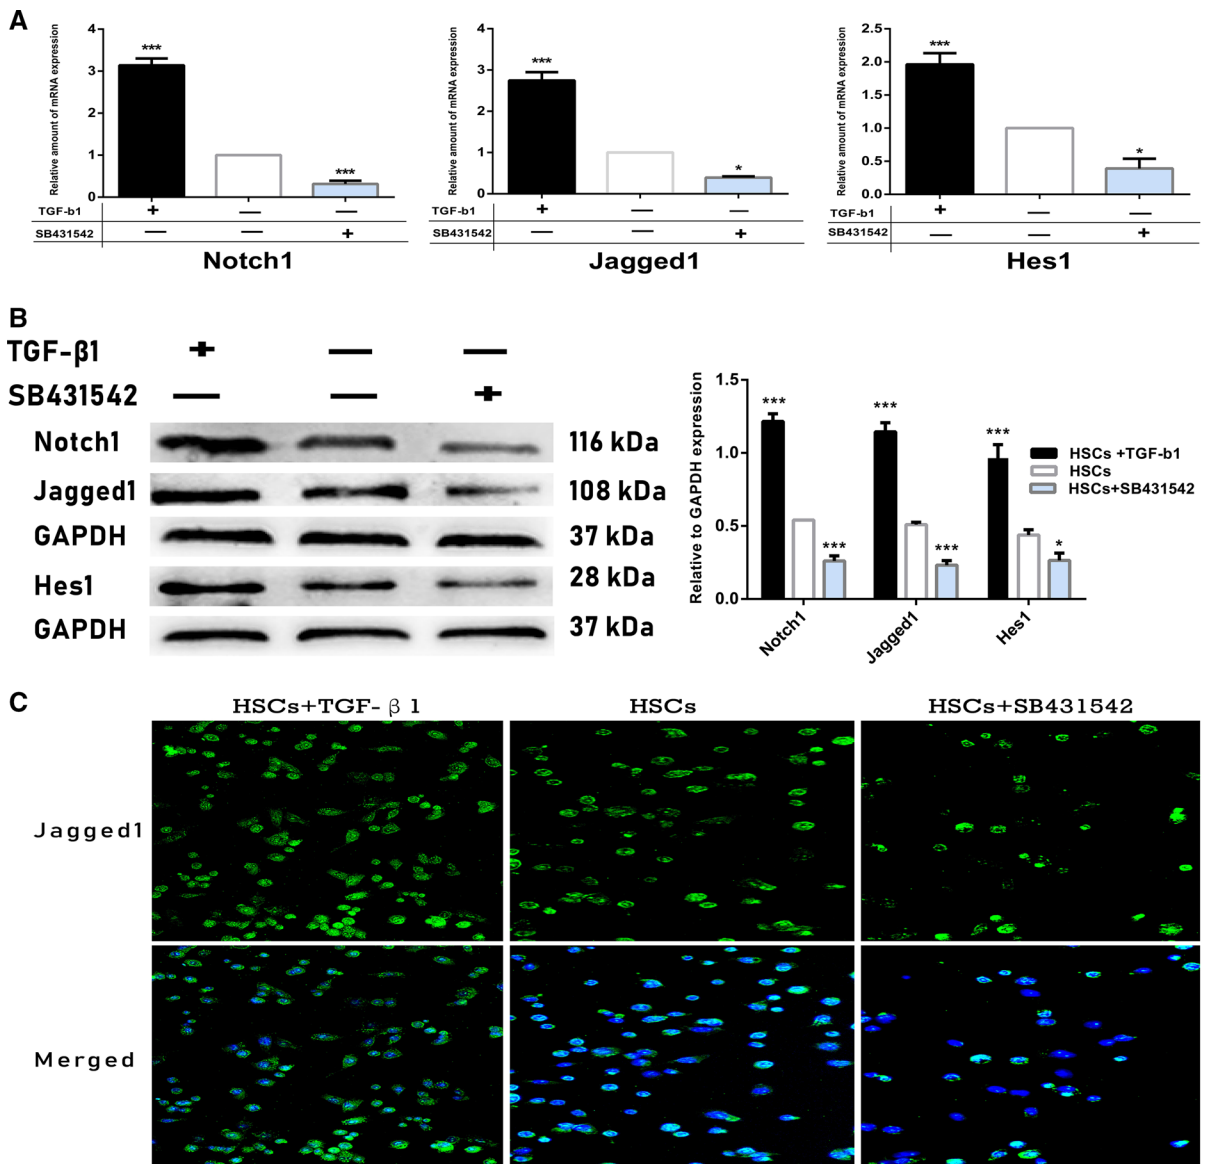 A
Relative amount of mRNA expression
4
3
2
1
0
***
***
TGF-b1 + — —
SB431542 — — +
Notch1
Relative amount of mRNA expression
4
3
2
1
0
***
*
TGF-b1 + — —
SB431542 — — +
Jagged1
Relative amount of mRNA expression
2.5
2.0
1.5
1.0
0.5
0.0
***
*
TGF-b1 + — —
SB431542 — — +
Hes1
B
TGF-β1 + — —
SB431542 — — +
Notch1 116 kDa
Jagged1 108 kDa
GAPDH 37 kDa
Hes1 28 kDa
GAPDH 37 kDa
Relative to GAPDH expression
1.5
1.0
0.5
0.0
*** *** ***
*** *** *
Notch1 Jagged1 Hes1
HSCs +TGF-b1
HSCs
HSCs+SB431542
C
HSCs+TGF-β1 HSCs HSCs+SB431542
Jagged1
Merged